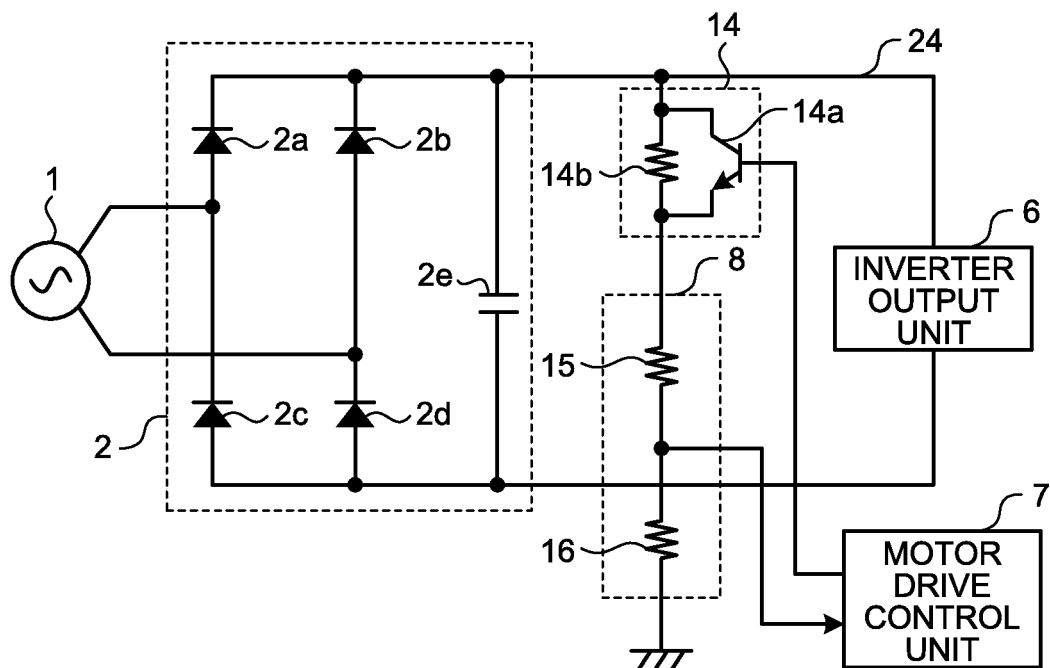 14
24
14a
2a
2b
14b
1
6
8
2e
INVERTER
OUTPUT
UNIT
15
2c
2d
2
7
16
MOTOR
DRIVE
CONTROL
UNIT